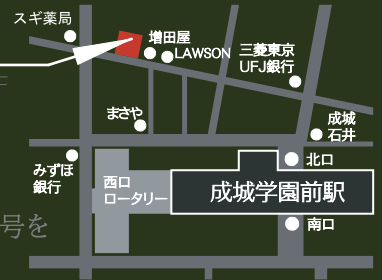 スギ薬局
増田屋
LAWSON
三菱東京
UFJ銀行
まさや
成城
石井
みずほ
銀行
西口
ロータリー
北口
成城学園前駅
南口
号を